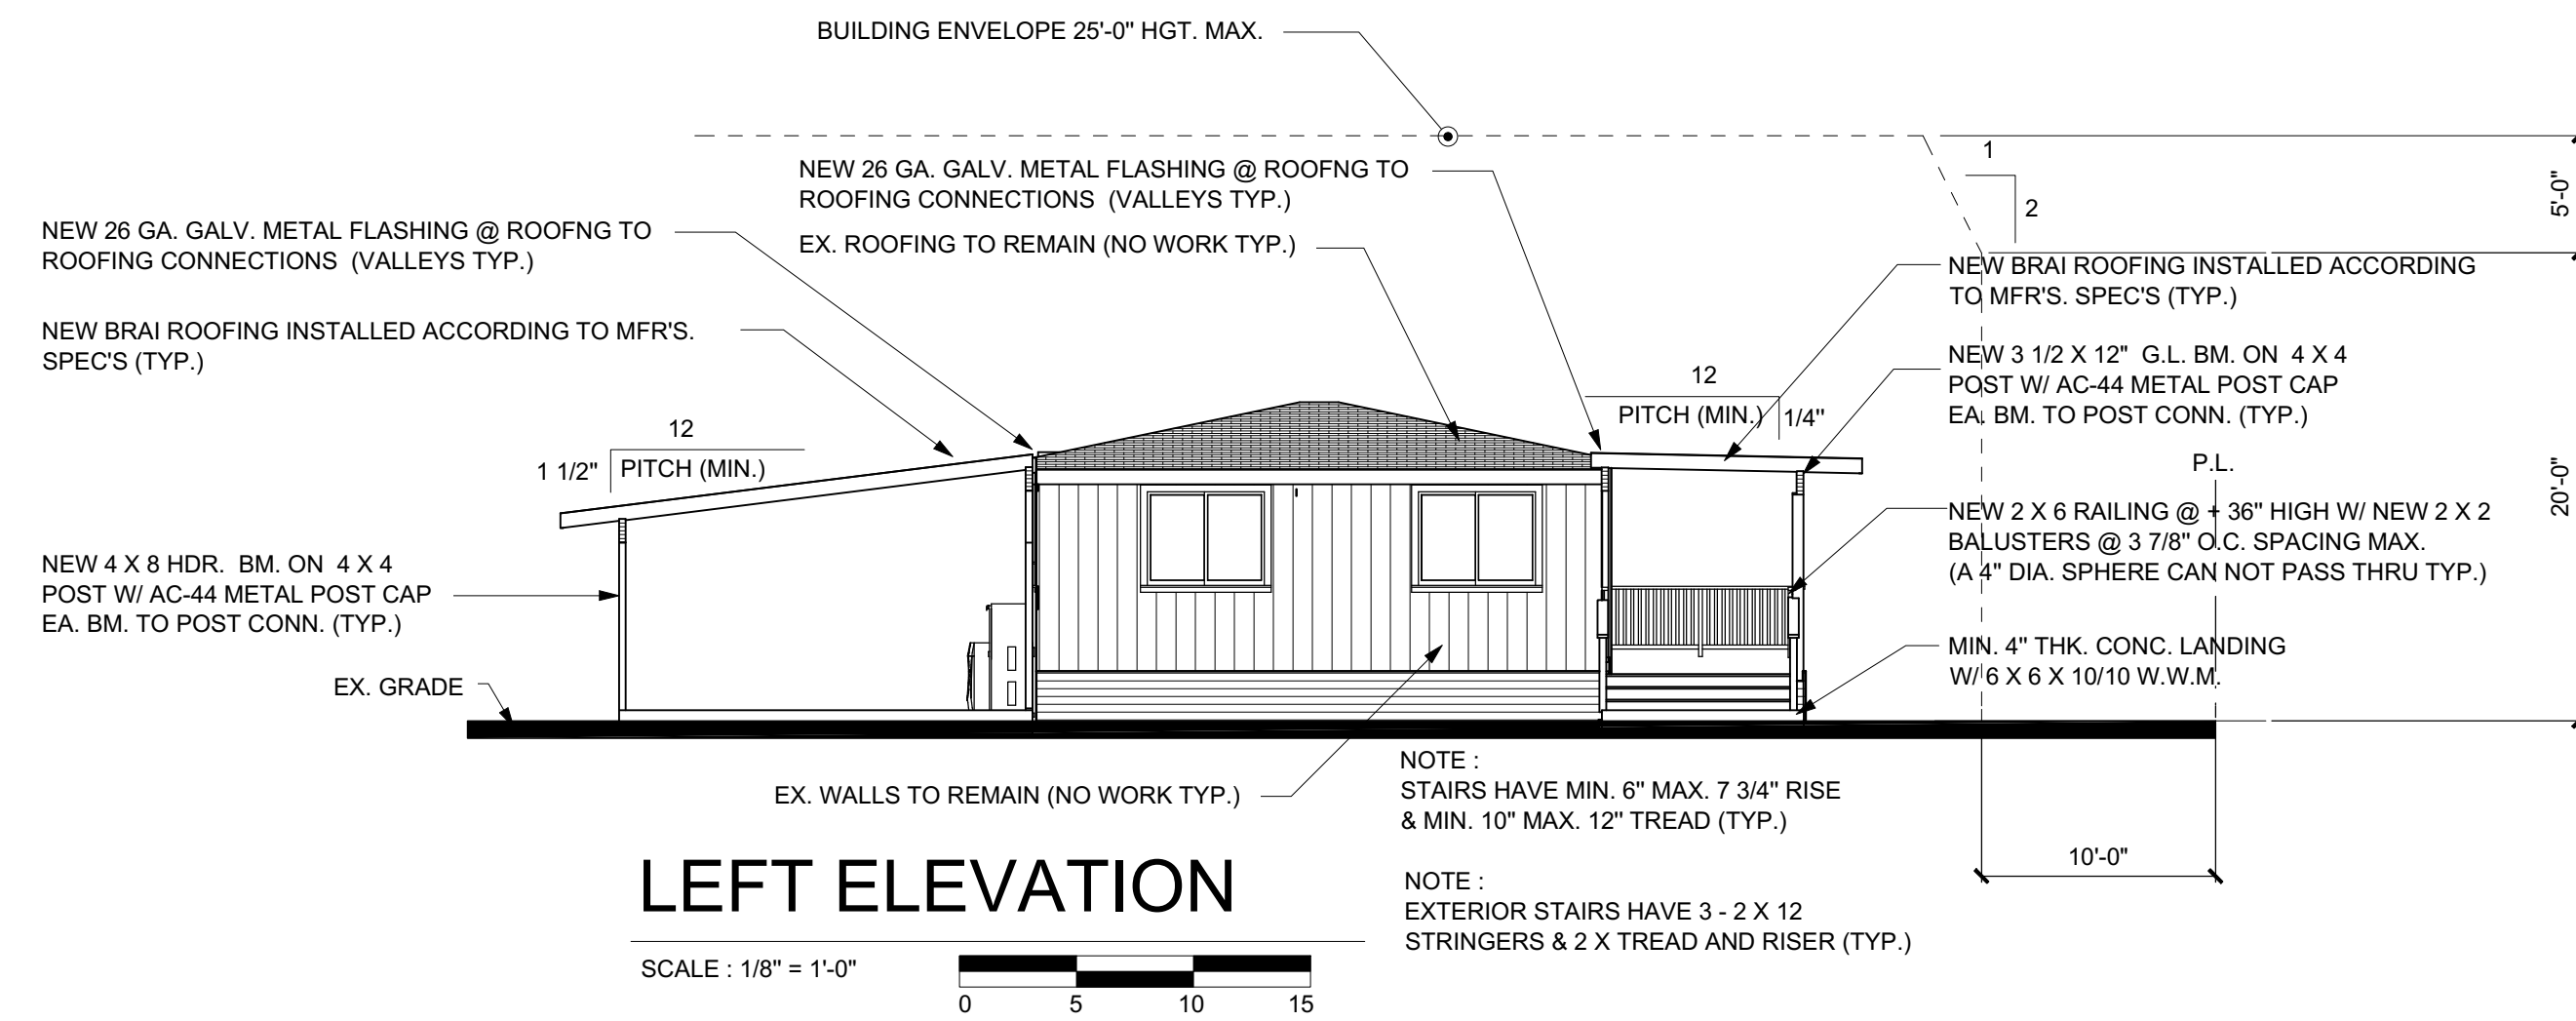 BUILDING ENVELOPE 25'-0" HGT. MAX.
NEW 26 GA. GALV. METAL FLASHING @ ROOFNG TO
ROOFING CONNECTIONS (VALLEYS TYP.)
EX. ROOFING TO REMAIN (NO WORK TYP.)
NEW 26 GA. GALV. METAL FLASHING @ ROOFNG TO
ROOFING CONNECTIONS (VALLEYS TYP.)
NEW BRAI ROOFING INSTALLED ACCORDING TO MFR'S.
SPEC'S (TYP.)
12
1 1/2" PITCH (MIN.)
NEW 4 X 8 HDR. BM. ON 4 X 4
POST W/ AC-44 METAL POST CAP
EA. BM. TO POST CONN. (TYP.)
EX. GRADE
12
PITCH (MIN.) 1/4"
1
2
5'-0"
NEW BRAI ROOFING INSTALLED ACCORDING
TO MFR'S. SPEC'S (TYP.)
NEW 3 1/2 X 12" G.L. BM. ON 4 X 4
POST W/ AC-44 METAL POST CAP
EA. BM. TO POST CONN. (TYP.)
P.L.
20'-0"
NEW 2 X 6 RAILING @ + 36" HIGH W/ NEW 2 X 2
BALUSTERS @ 3 7/8" O.C. SPACING MAX.
(A 4" DIA. SPHERE CAN NOT PASS THRU TYP.)
MIN. 4" THK. CONC. LANDING
W/ 6 X 6 X 10/10 W.W.M.
EX. WALLS TO REMAIN (NO WORK TYP.)
NOTE :
STAIRS HAVE MIN. 6" MAX. 7 3/4" RISE
& MIN. 10" MAX. 12" TREAD (TYP.)
10'-0"
NOTE :
EXTERIOR STAIRS HAVE 3 - 2 X 12
STRINGERS & 2 X TREAD AND RISER (TYP.)
LEFT ELEVATION
SCALE : 1/8" = 1'-0"
0 5 10 15